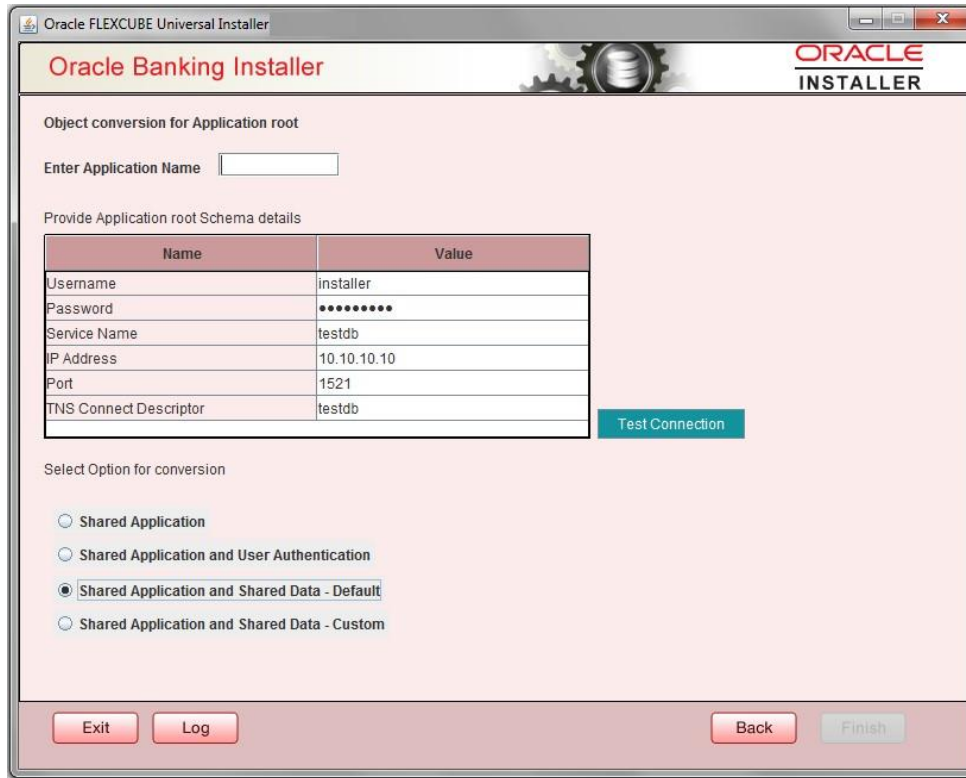 Oracle FLEXCUBE Universal Installer
Oracle Banking Installer
ORACLE
INSTALLER
Object conversion for Application root
Enter Application Name
Provide Application root Schema details
Name Value
Username installer
Password •••••••••
Service Name testdb
IP Address 10.10.10.10
Port 1521
TNS Connect Descriptor testdb
Test Connection
Select Option for conversion
Shared Application
Shared Application and User Authentication
Shared Application and Shared Data - Default
Shared Application and Shared Data - Custom
Exit Log Back Finish